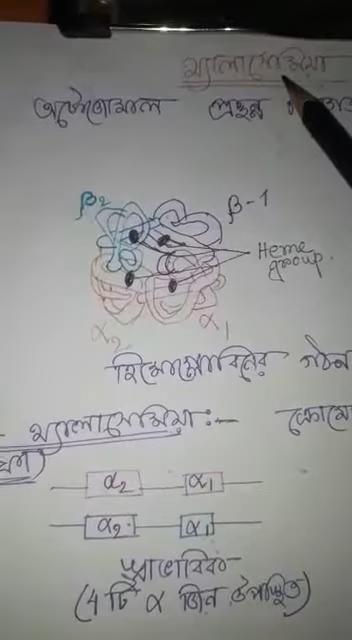 থ্যালাসেমিয়া
অটোজোমাল প্রচ্ছন্ন
β2 β-1
Heme
group.
α2 α1
হিমোগ্লোবিনের গঠন
থ্যালাসেমিয়া:- ক্রোমো
α2 α1
α2 α1
স্বাভাবিক
(4 টি α জিন উপস্থিত)